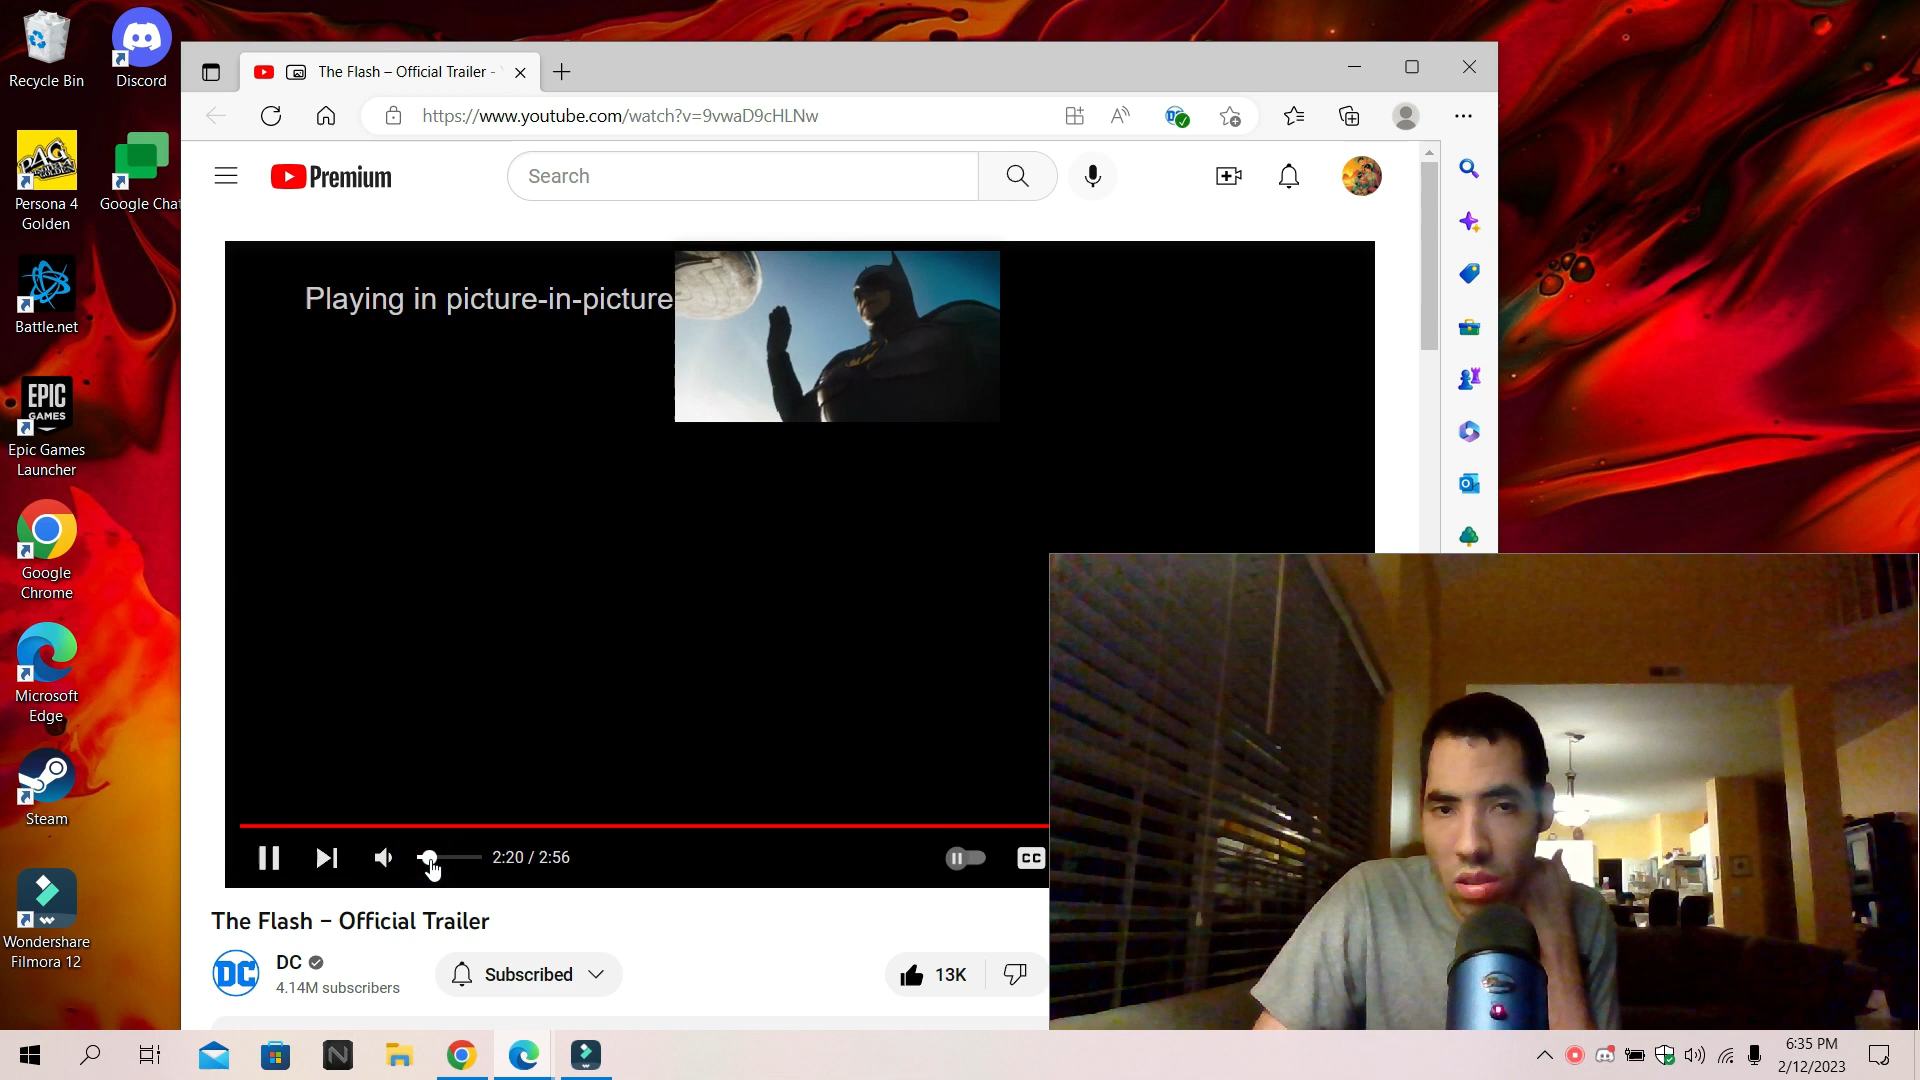 Recycle Bin
Discord
Persona 4
Golden
Google Chat
Battle.net
EPIC
GAMES
Epic Games
Launcher
Google
Chrome
Microsoft
Edge
Steam
Wondershare
Filmora 12
The Flash – Official Trailer -
https://www.youtube.com/watch?v=9vwaD9cHLNw
Premium
Search
Playing in picture-in-picture
2:20 / 2:56
CC
The Flash – Official Trailer
DC
DC
4.14M subscribers
Subscribed
13K
6:35 PM
2/12/2023